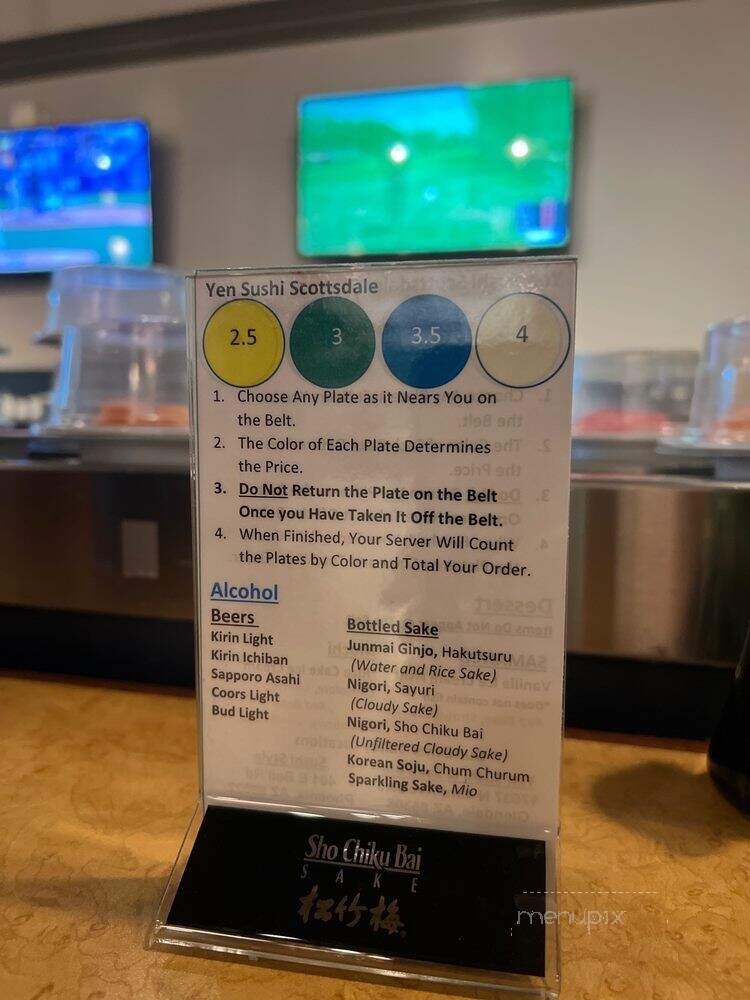 Yen Sushi Scottsdale
2.5 3 3.5 4
1. Choose Any Plate as it Nears You on
the Belt.
2. The Color of Each Plate Determines
the Price.
3. Do Not Return the Plate on the Belt
Once you Have Taken It Off the Belt.
4. When Finished, Your Server Will Count
the Plates by Color and Total Your Order.
Alcohol
Beers
Kirin Light
Kirin Ichiban
Sapporo Asahi
Coors Light
Bud Light
Bottled Sake
Junmai Ginjo, Hakutsuru
(Water and Rice Sake)
Nigori, Sayuri
(Cloudy Sake)
Nigori, Sho Chiku Bai
(Unfiltered Cloudy Sake)
Korean Soju, Chum Churum
Sparkling Sake, Mio
Sho Chiku Bai
SAKE
松竹梅
menupix